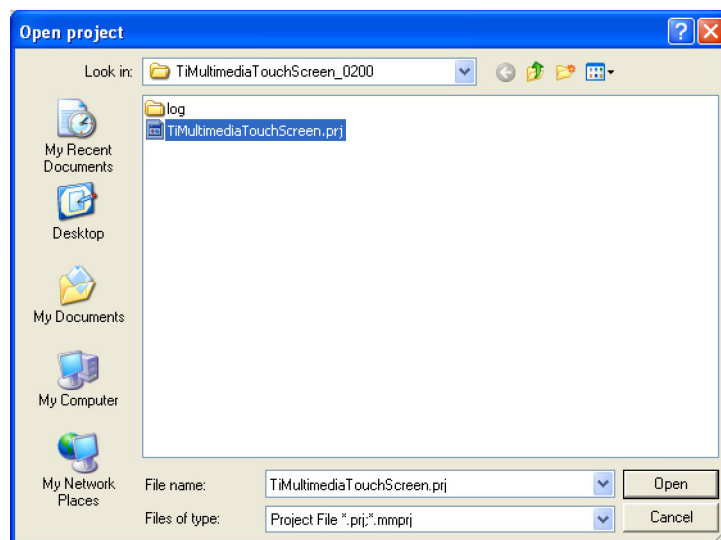 Open project
Look in:
TiMultimediaTouchScreen_0200
log
TiMultimediaTouchScreen.prj
My Recent
Documents
Desktop
My Documents
My Computer
My Network
Places
File name:
TiMultimediaTouchScreen.prj
Open
Files of type:
Project File *.prj;*.mmprj
Cancel